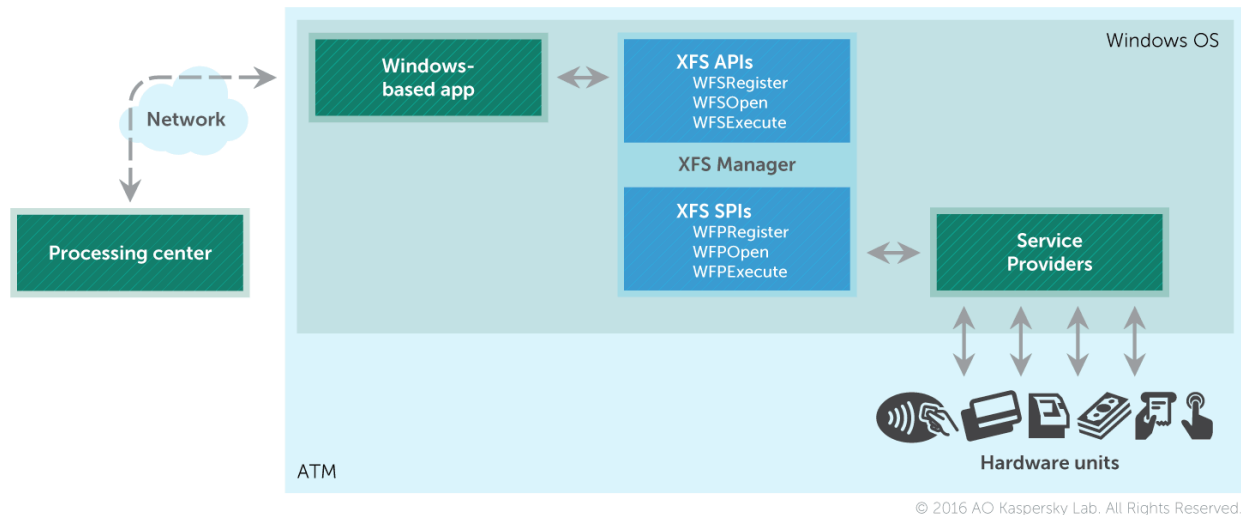 Windows OS
Windows-
based app
XFS APIs
WFSRegister
WFSOpen
WFSExecute
Network
XFS Manager
XFS SPIs
WFPRegister
WFPOpen
WFPExecute
Processing center
Service
Providers
Hardware units
ATM
© 2016 AO Kaspersky Lab. All Rights Reserved.